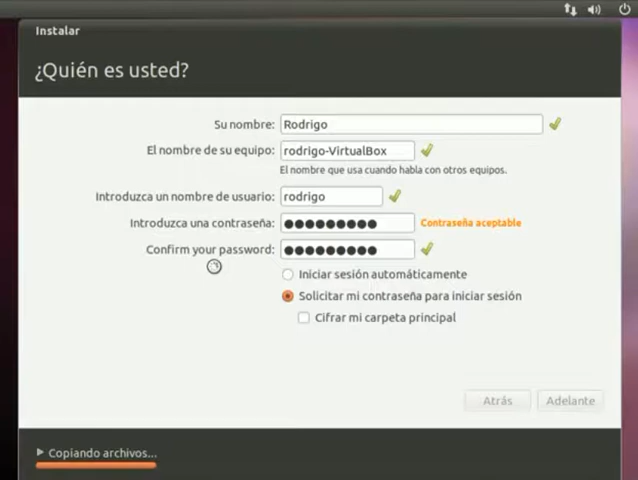 Instalar
¿Quién es usted?
Su nombre: Rodrigo
El nombre de su equipo: rodrigo-VirtualBox
El nombre que usa cuando habla con otros equipos.
Introduzca un nombre de usuario: rodrigo
Introduzca una contraseña: ●●●●●●●●● Contraseña aceptable
Confirm your password: ●●●●●●●●●
Iniciar sesión automáticamente
Solicitar mi contraseña para iniciar sesión
Cifrar mi carpeta principal
Atrás Adelante
Copiando archivos...